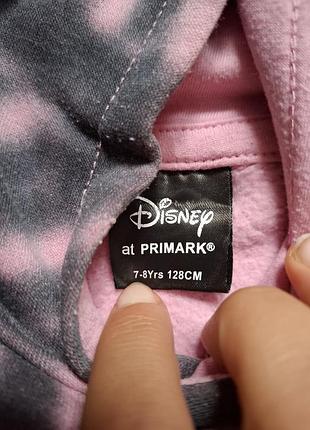 Disney
at PRIMARK®
7-8Yrs 128CM